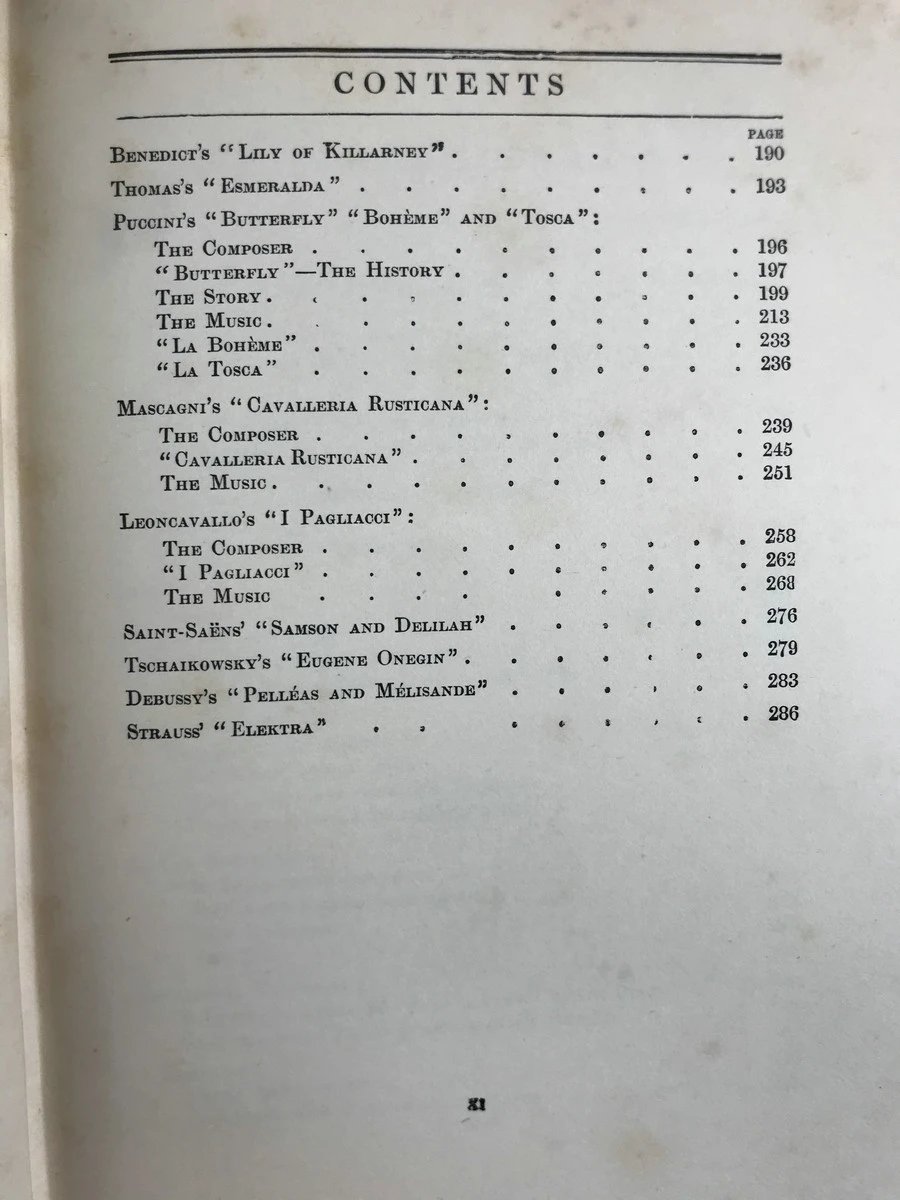 CONTENTS
PAGE
BENEDICT'S “LILY OF KILLARNEY” . . . . . . . 190
THOMAS'S “ESMERALDA” . . . . . . . . . 193
PUCCINI'S “BUTTERFLY” “BOHÈME” AND “TOSCA”:
THE COMPOSER . . . . . . . . . . 196
“BUTTERFLY”—THE HISTORY . . . . . . . 197
THE STORY . . . . . . . . . . . 199
THE MUSIC . . . . . . . . . . . 213
“LA BOHÈME” . . . . . . . . . . 233
“LA TOSCA” . . . . . . . . . . 236
MASCAGNI'S “CAVALLERIA RUSTICANA”:
THE COMPOSER . . . . . . . . . . 239
“CAVALLERIA RUSTICANA” . . . . . . . . 245
THE MUSIC . . . . . . . . . . . 251
LEONCAVALLO'S “I PAGLIACCI”:
THE COMPOSER . . . . . . . . . . 258
“I PAGLIACCI” . . . . . . . . . . 262
THE MUSIC . . . . . . . . . 268
SAINT-SAËNS' “SAMSON AND DELILAH” . . . . . . 276
TSCHAIKOWSKY'S “EUGENE ONEGIN” . . . . . . . 279
DEBUSSY'S “PELLÉAS AND MÉLISANDE” . . . . . . 283
STRAUSS' “ELEKTRA” . . . . . . . . 286
xi